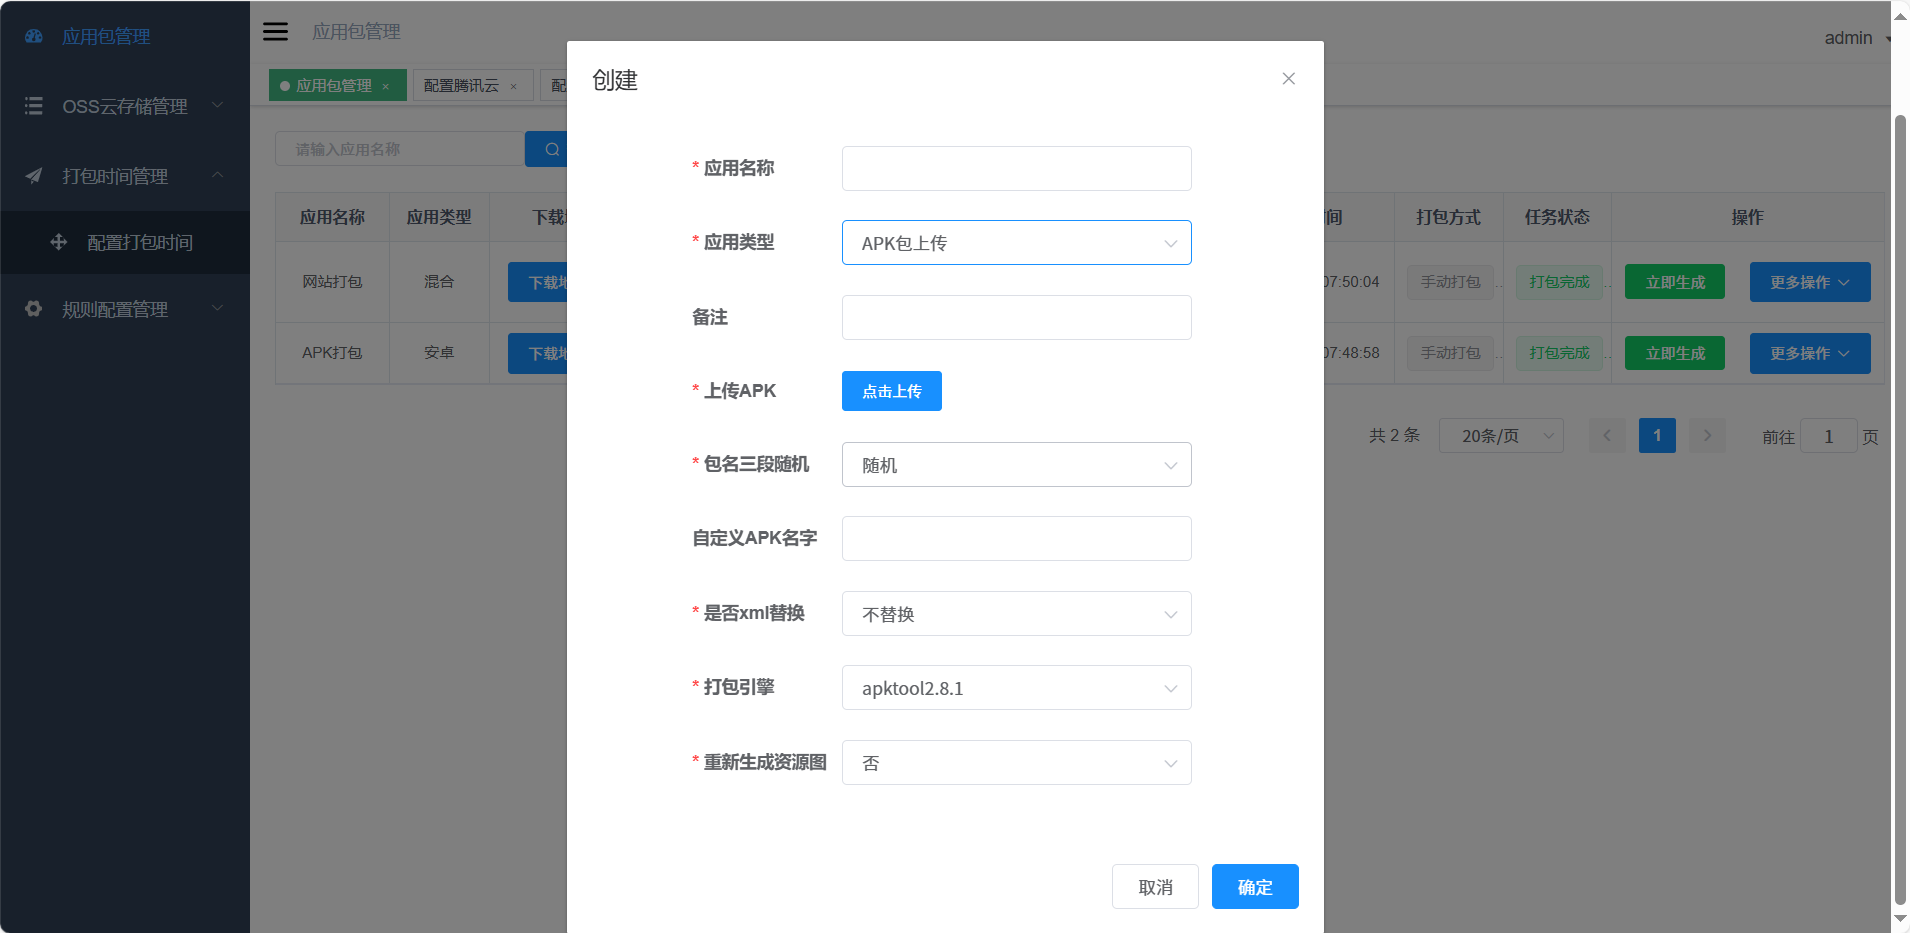 应用包管理
OSS云存储管理
打包时间管理
配置打包时间
规则配置管理
应用包管理
admin
应用包管理 ×
配置腾讯云 ×
配
请输入应用名称
应用名称 应用类型 下载 间 打包方式 任务状态 操作
网站打包 混合 下载地 07:50:04 手动打包 打包完成 立即生成 更多操作
APK打包 安卓 下载地 07:48:58 手动打包 打包完成 立即生成 更多操作
共 2 条 20条/页 1 前往 1 页
创建
* 应用名称
* 应用类型 APK包上传
备注
* 上传APK 点击上传
* 包名三段随机 随机
自定义APK名字
* 是否xml替换 不替换
* 打包引擎 apktool2.8.1
* 重新生成资源图 否
取消 确定